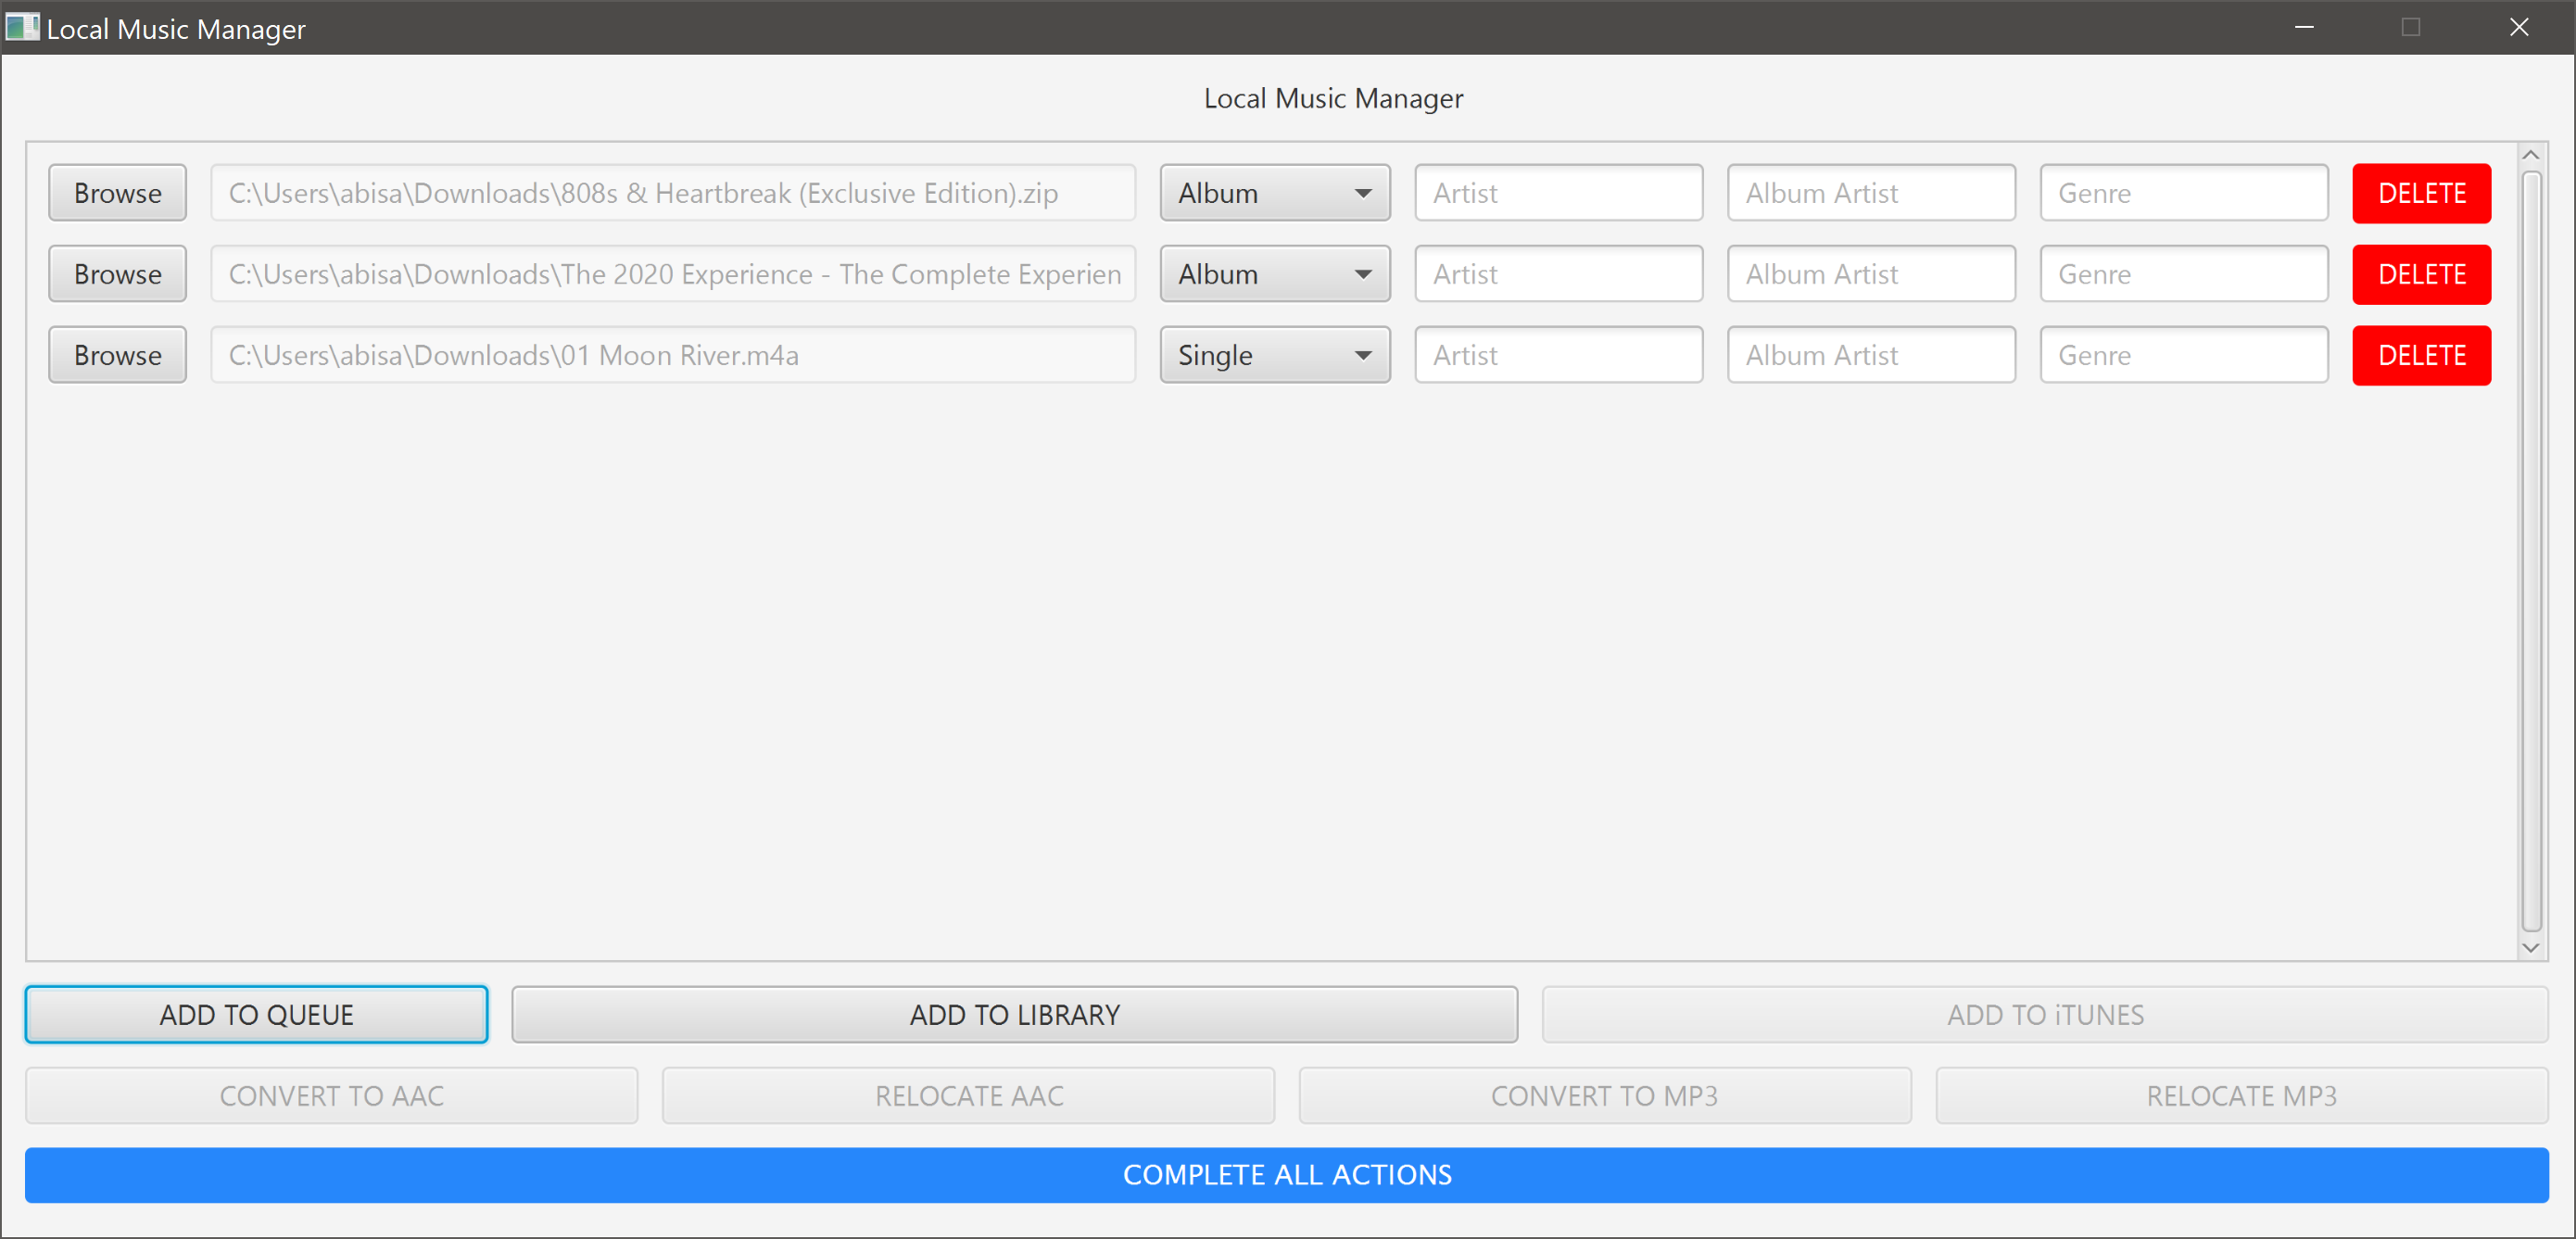 Local Music Manager
Local Music Manager
Browse C:\Users\abisa\Downloads\808s & Heartbreak (Exclusive Edition).zip Album Artist Album Artist Genre DELETE
Browse C:\Users\abisa\Downloads\The 2020 Experience - The Complete Experien Album Artist Album Artist Genre DELETE
Browse C:\Users\abisa\Downloads\01 Moon River.m4a Single Artist Album Artist Genre DELETE
ADD TO QUEUE ADD TO LIBRARY ADD TO iTUNES
CONVERT TO AAC RELOCATE AAC CONVERT TO MP3 RELOCATE MP3
COMPLETE ALL ACTIONS